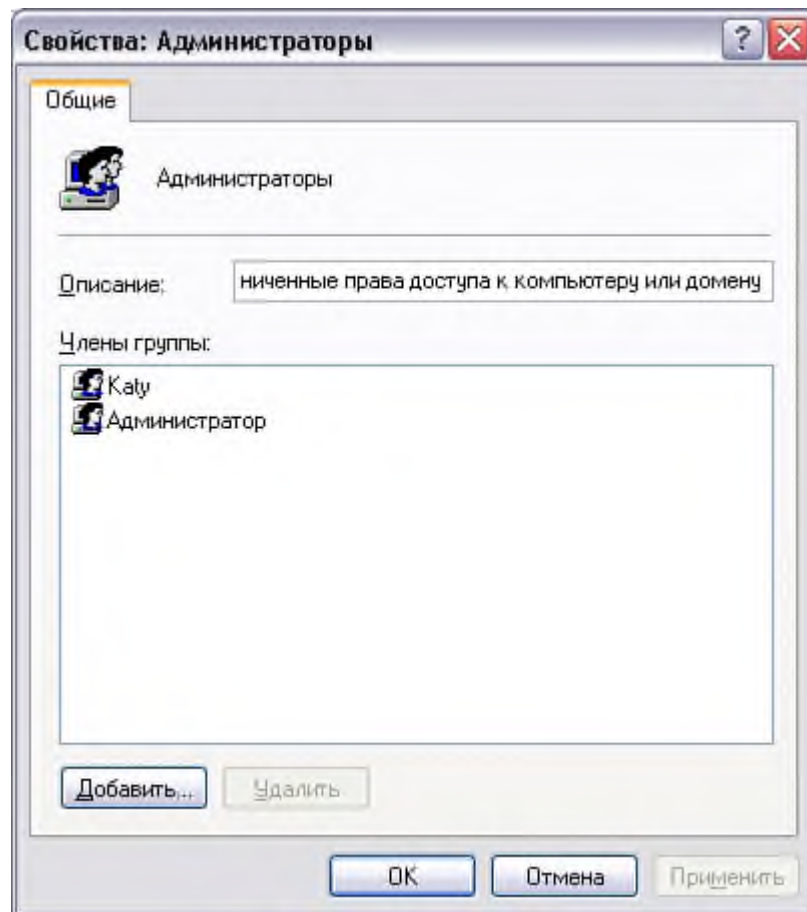 Свойства: Администраторы
Общие
Администраторы
Описание: ниченные права доступа к компьютеру или домену
Члены группы:
Katy
Администратор
Добавить... Удалить
OK Отмена Применить